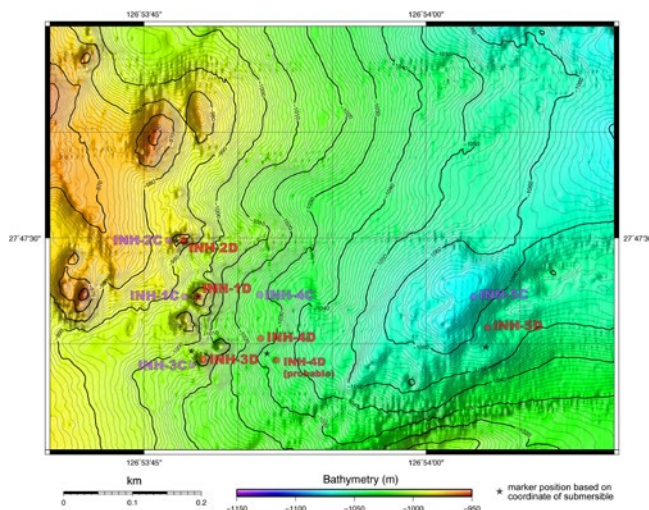 126˚53'45"
126˚54'00"
27˚47'30"
27˚47'30"
INH-2C
INH-2D
INH-1D
INH-1C
INH-4C
INH-5C
INH-5D
INH-4D
INH-3D
INH-4D
(probable)
INH-3C
126˚53'45"
126˚54'00"
km
0
0.1
0.2
Bathymetry (m)
−1150
−1100
−1050
−1000
−950
marker position based on
coordinate of submersible